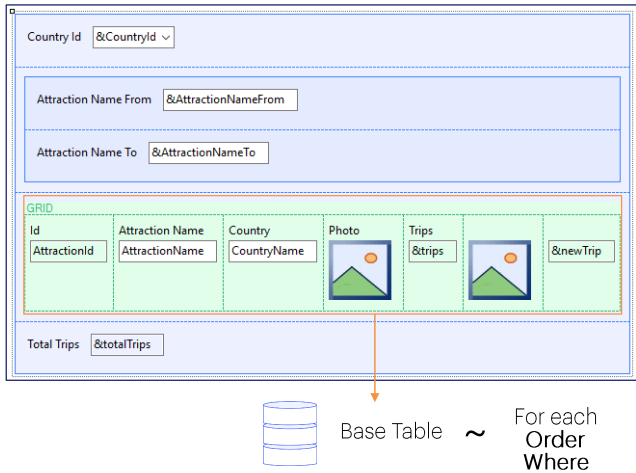 Country Id &CountryId
Attraction Name From &AttractionNameFrom
Attraction Name To &AttractionNameTo
GRID
Id Attraction Name Country Photo Trips
AttractionId AttractionName CountryName &trips &newTrip
Total Trips &totalTrips
Base Table ~ For each
Order
Where